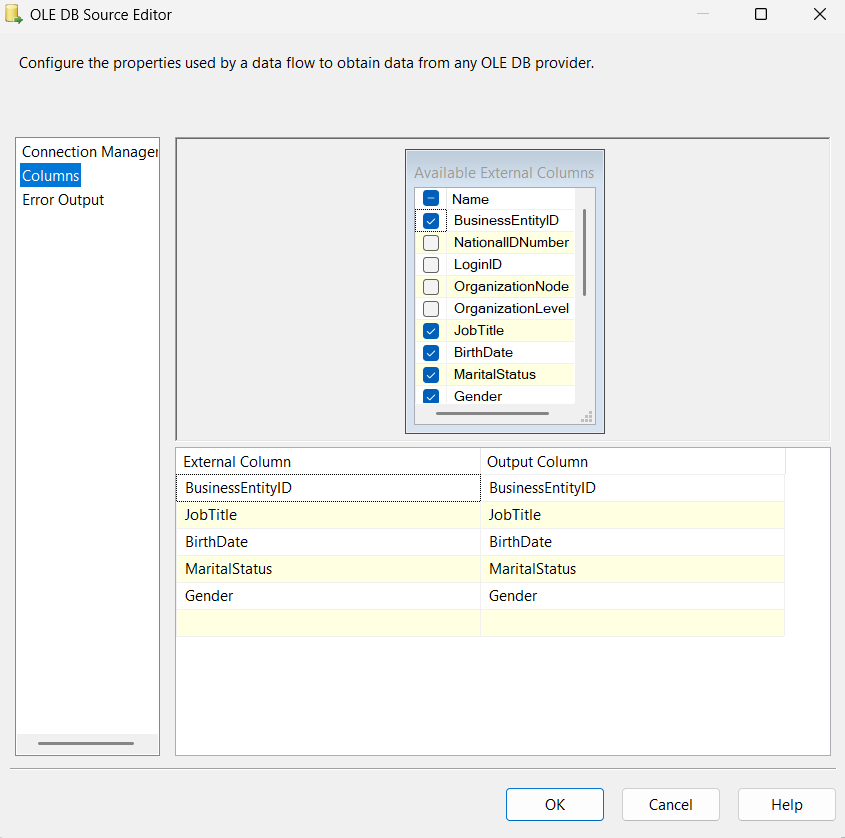 OLE DB Source Editor
Configure the properties used by a data flow to obtain data from any OLE DB provider.
Connection Manager
Columns
Error Output
Available External Columns
Name
BusinessEntityID
NationalIDNumber
LoginID
OrganizationNode
OrganizationLevel
JobTitle
BirthDate
MaritalStatus
Gender
External Column Output Column
BusinessEntityID BusinessEntityID
JobTitle JobTitle
BirthDate BirthDate
MaritalStatus MaritalStatus
Gender Gender
OK Cancel Help